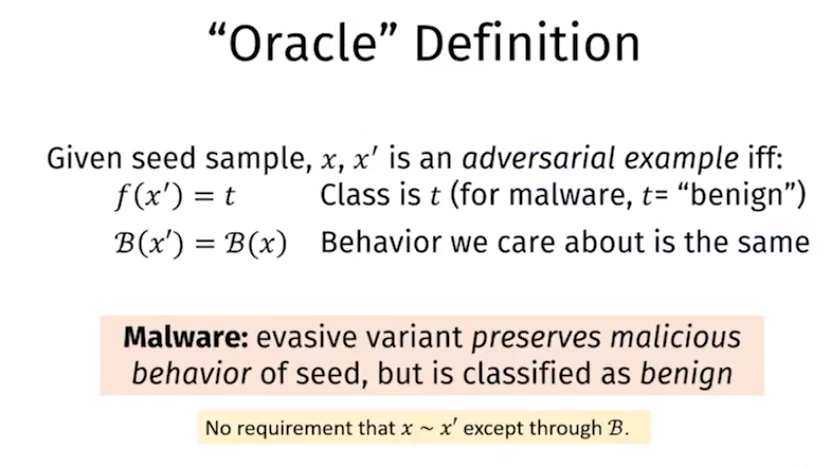 “Oracle” Definition
Given seed sample, x, x′ is an adversarial example iff:
f(x′) = t Class is t (for malware, t= “benign”)
ℬ(x′) = ℬ(x) Behavior we care about is the same
Malware: evasive variant preserves malicious
behavior of seed, but is classified as benign
No requirement that x ~ x′ except through ℬ.